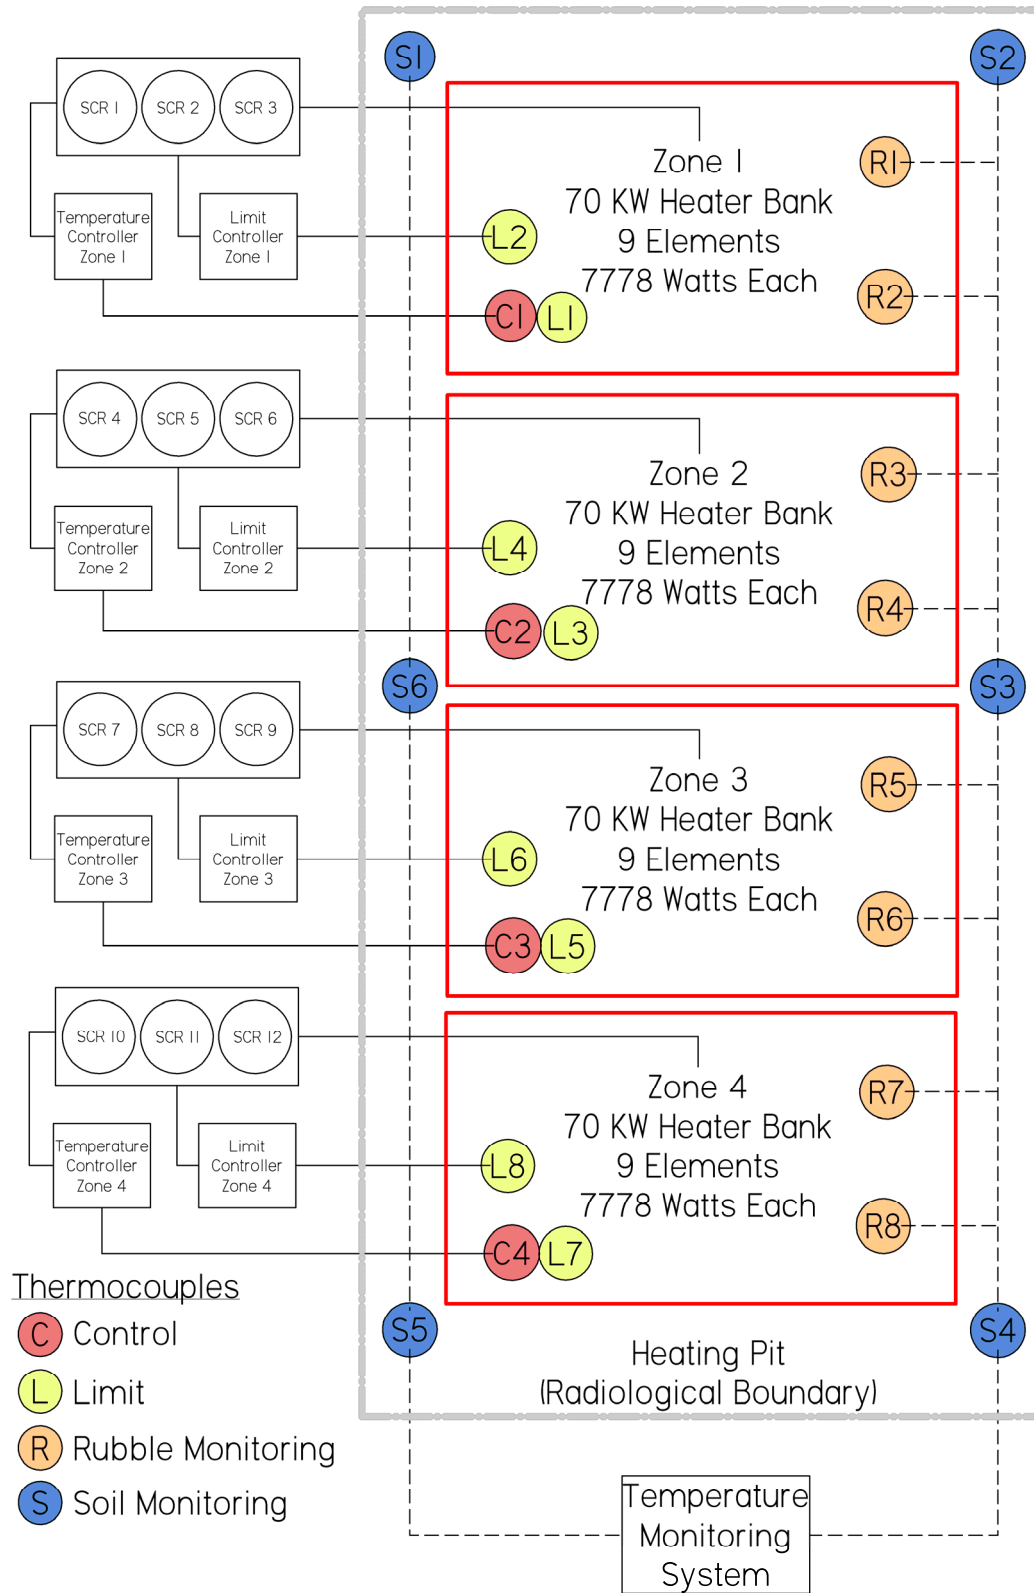 S1
S2
SCR 1
SCR 2
SCR 3
Zone 1
70 KW Heater Bank
9 Elements
7778 Watts Each
R1
R2
Temperature
Controller
Zone 1
Limit
Controller
Zone 1
L2
C1
L1
SCR 4
SCR 5
SCR 6
Zone 2
70 KW Heater Bank
9 Elements
7778 Watts Each
R3
R4
Temperature
Controller
Zone 2
Limit
Controller
Zone 2
L4
C2
L3
S6
S3
SCR 7
SCR 8
SCR 9
Zone 3
70 KW Heater Bank
9 Elements
7778 Watts Each
R5
R6
Temperature
Controller
Zone 3
Limit
Controller
Zone 3
L6
C3
L5
SCR 10
SCR 11
SCR 12
Zone 4
70 KW Heater Bank
9 Elements
7778 Watts Each
R7
R8
Temperature
Controller
Zone 4
Limit
Controller
Zone 4
L8
C4
L7
S5
S4
Heating Pit
(Radiological Boundary)
Thermocouples
C Control
L Limit
R Rubble Monitoring
S Soil Monitoring
Temperature
Monitoring
System